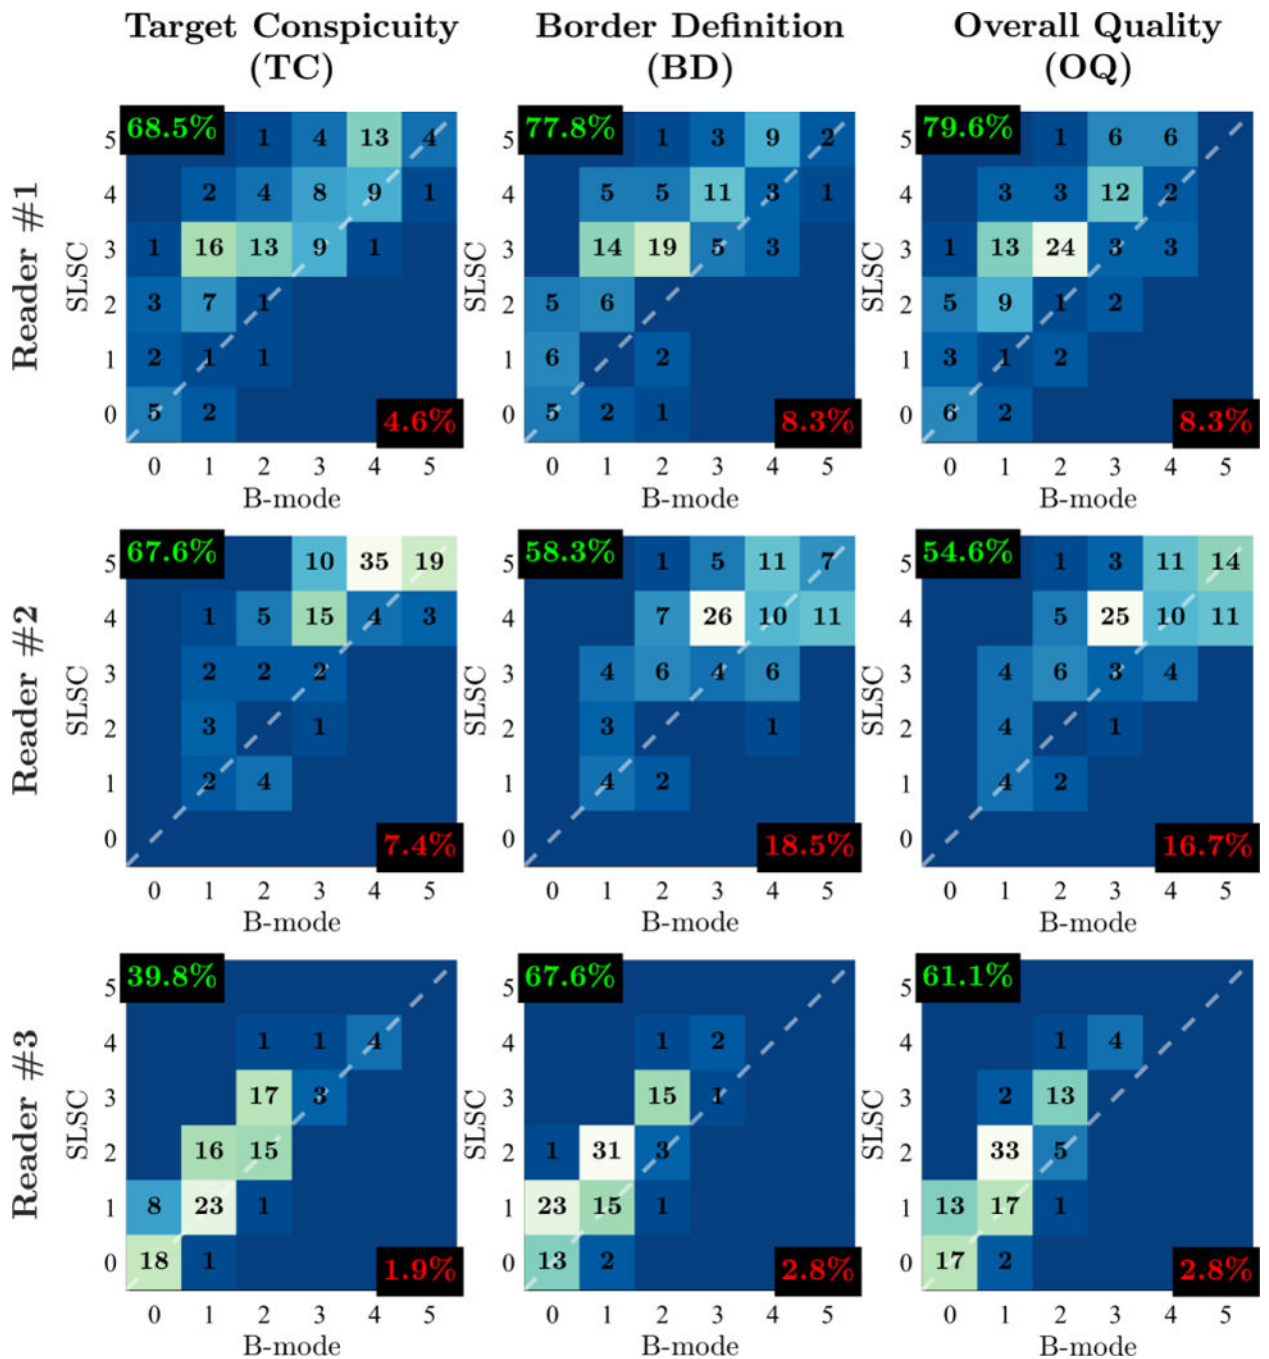 Target Conspicuity Border Definition Overall Quality
(TC) (BD) (OQ)
Reader #1
SLSC
68.5%
5 1 4 13 4
4 2 4 8 9 1
3 1 16 13 9 1
2 3 7 1
1 2 1 1
0 5 2
4.6%
0 1 2 3 4 5
B-mode
SLSC
77.8%
1 3 9 2
4 5 5 11 3 1
3 14 19 5 3
2 5 6
1 6 2
0 5 2 1
8.3%
0 1 2 3 4 5
B-mode
SLSC
79.6%
1 6 6
4 3 3 12 2
3 1 13 24 3 3
2 5 9 1 2
1 3 1 2
0 6 2
8.3%
0 1 2 3 4 5
B-mode
Reader #2
SLSC
67.6%
5 10 35 19
4 1 5 15 4 3
3 2 2 2
2 3 1
1 2 4
0
7.4%
0 1 2 3 4 5
B-mode
SLSC
58.3%
5 1 5 11 7
4 7 26 10 11
3 4 6 4 6
2 3 1
1 4 2
0
18.5%
0 1 2 3 4 5
B-mode
SLSC
54.6%
5 1 3 11 14
4 5 25 10 11
3 4 6 3 4
2 4 1
1 4 2
0
16.7%
0 1 2 3 4 5
B-mode
Reader #3
SLSC
39.8%
5
4 1 1 4
3 17 3
2 16 15
1 8 23 1
0 18 1
1.9%
0 1 2 3 4 5
B-mode
SLSC
67.6%
5
4 1 2
3 15 1
2 1 31 3
1 23 15 1
0 13 2
2.8%
0 1 2 3 4 5
B-mode
SLSC
61.1%
5
4 1 4
3 2 13
2 33 5
1 13 17 1
0 17 2
2.8%
0 1 2 3 4 5
B-mode